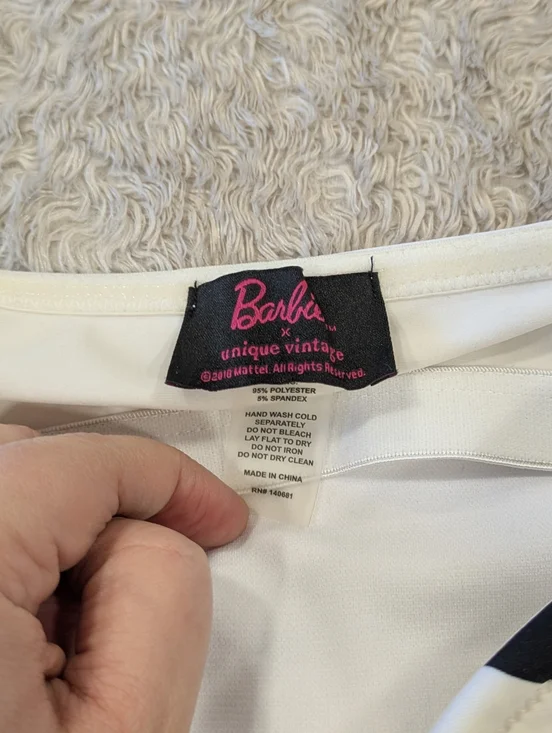 Barbie™
x
unique vintage
©2018 Mattel. All Rights Reserved.
95% POLYESTER
5% SPANDEX
HAND WASH COLD
SEPARATELY
DO NOT BLEACH
LAY FLAT TO DRY
DO NOT IRON
DO NOT DRY CLEAN
MADE IN CHINA
RN# 140681